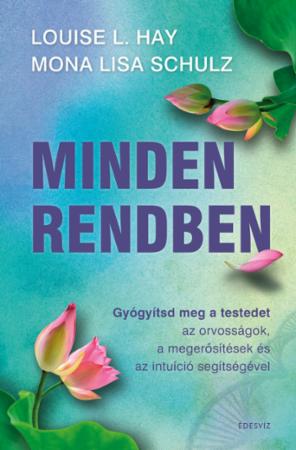 LOUISE L. HAY
MONA LISA SCHULZ
MINDEN
RENDBEN
Gyógyítsd meg a testedet
az orvosságok,
a megerősítések és
az intuíció segítségével
ÉDESVÍZ